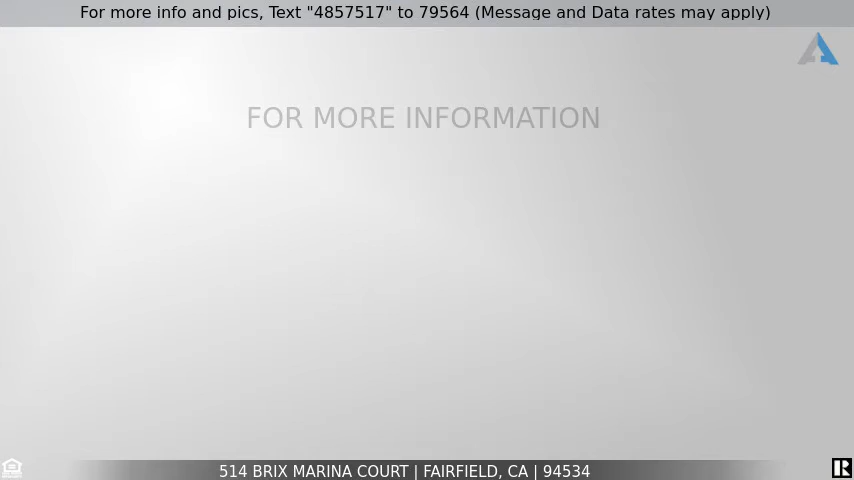 For more info and pics, Text "4857517" to 79564 (Message and Data rates may apply)
FOR MORE INFORMATION
514 BRIX MARINA COURT | FAIRFIELD, CA | 94534